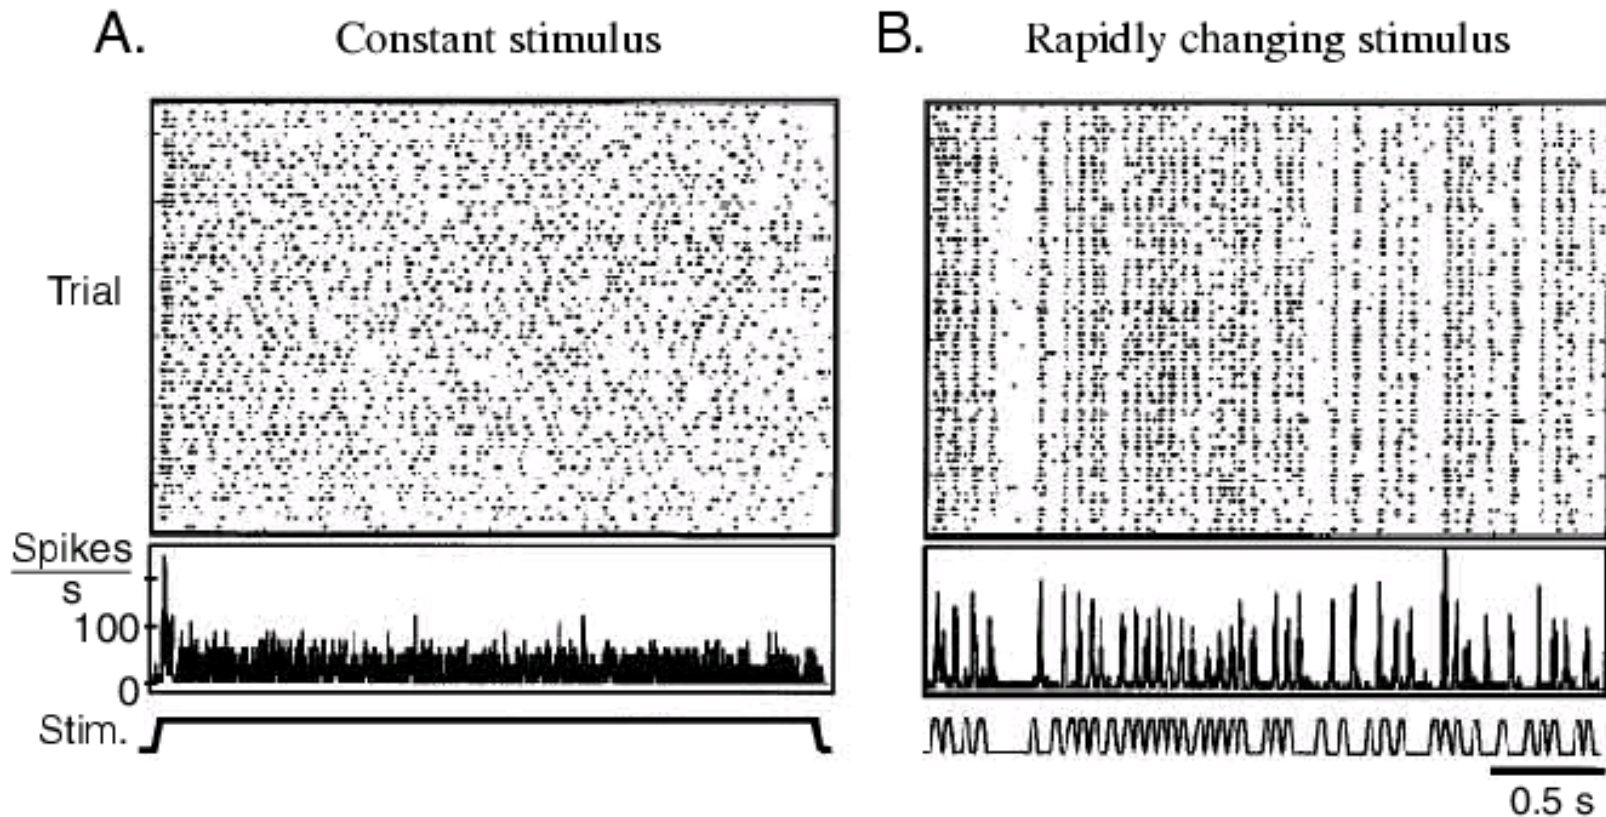 A. Constant stimulus
B. Rapidly changing stimulus
Trial
Spikes
s
100
0
Stim.
0.5 s